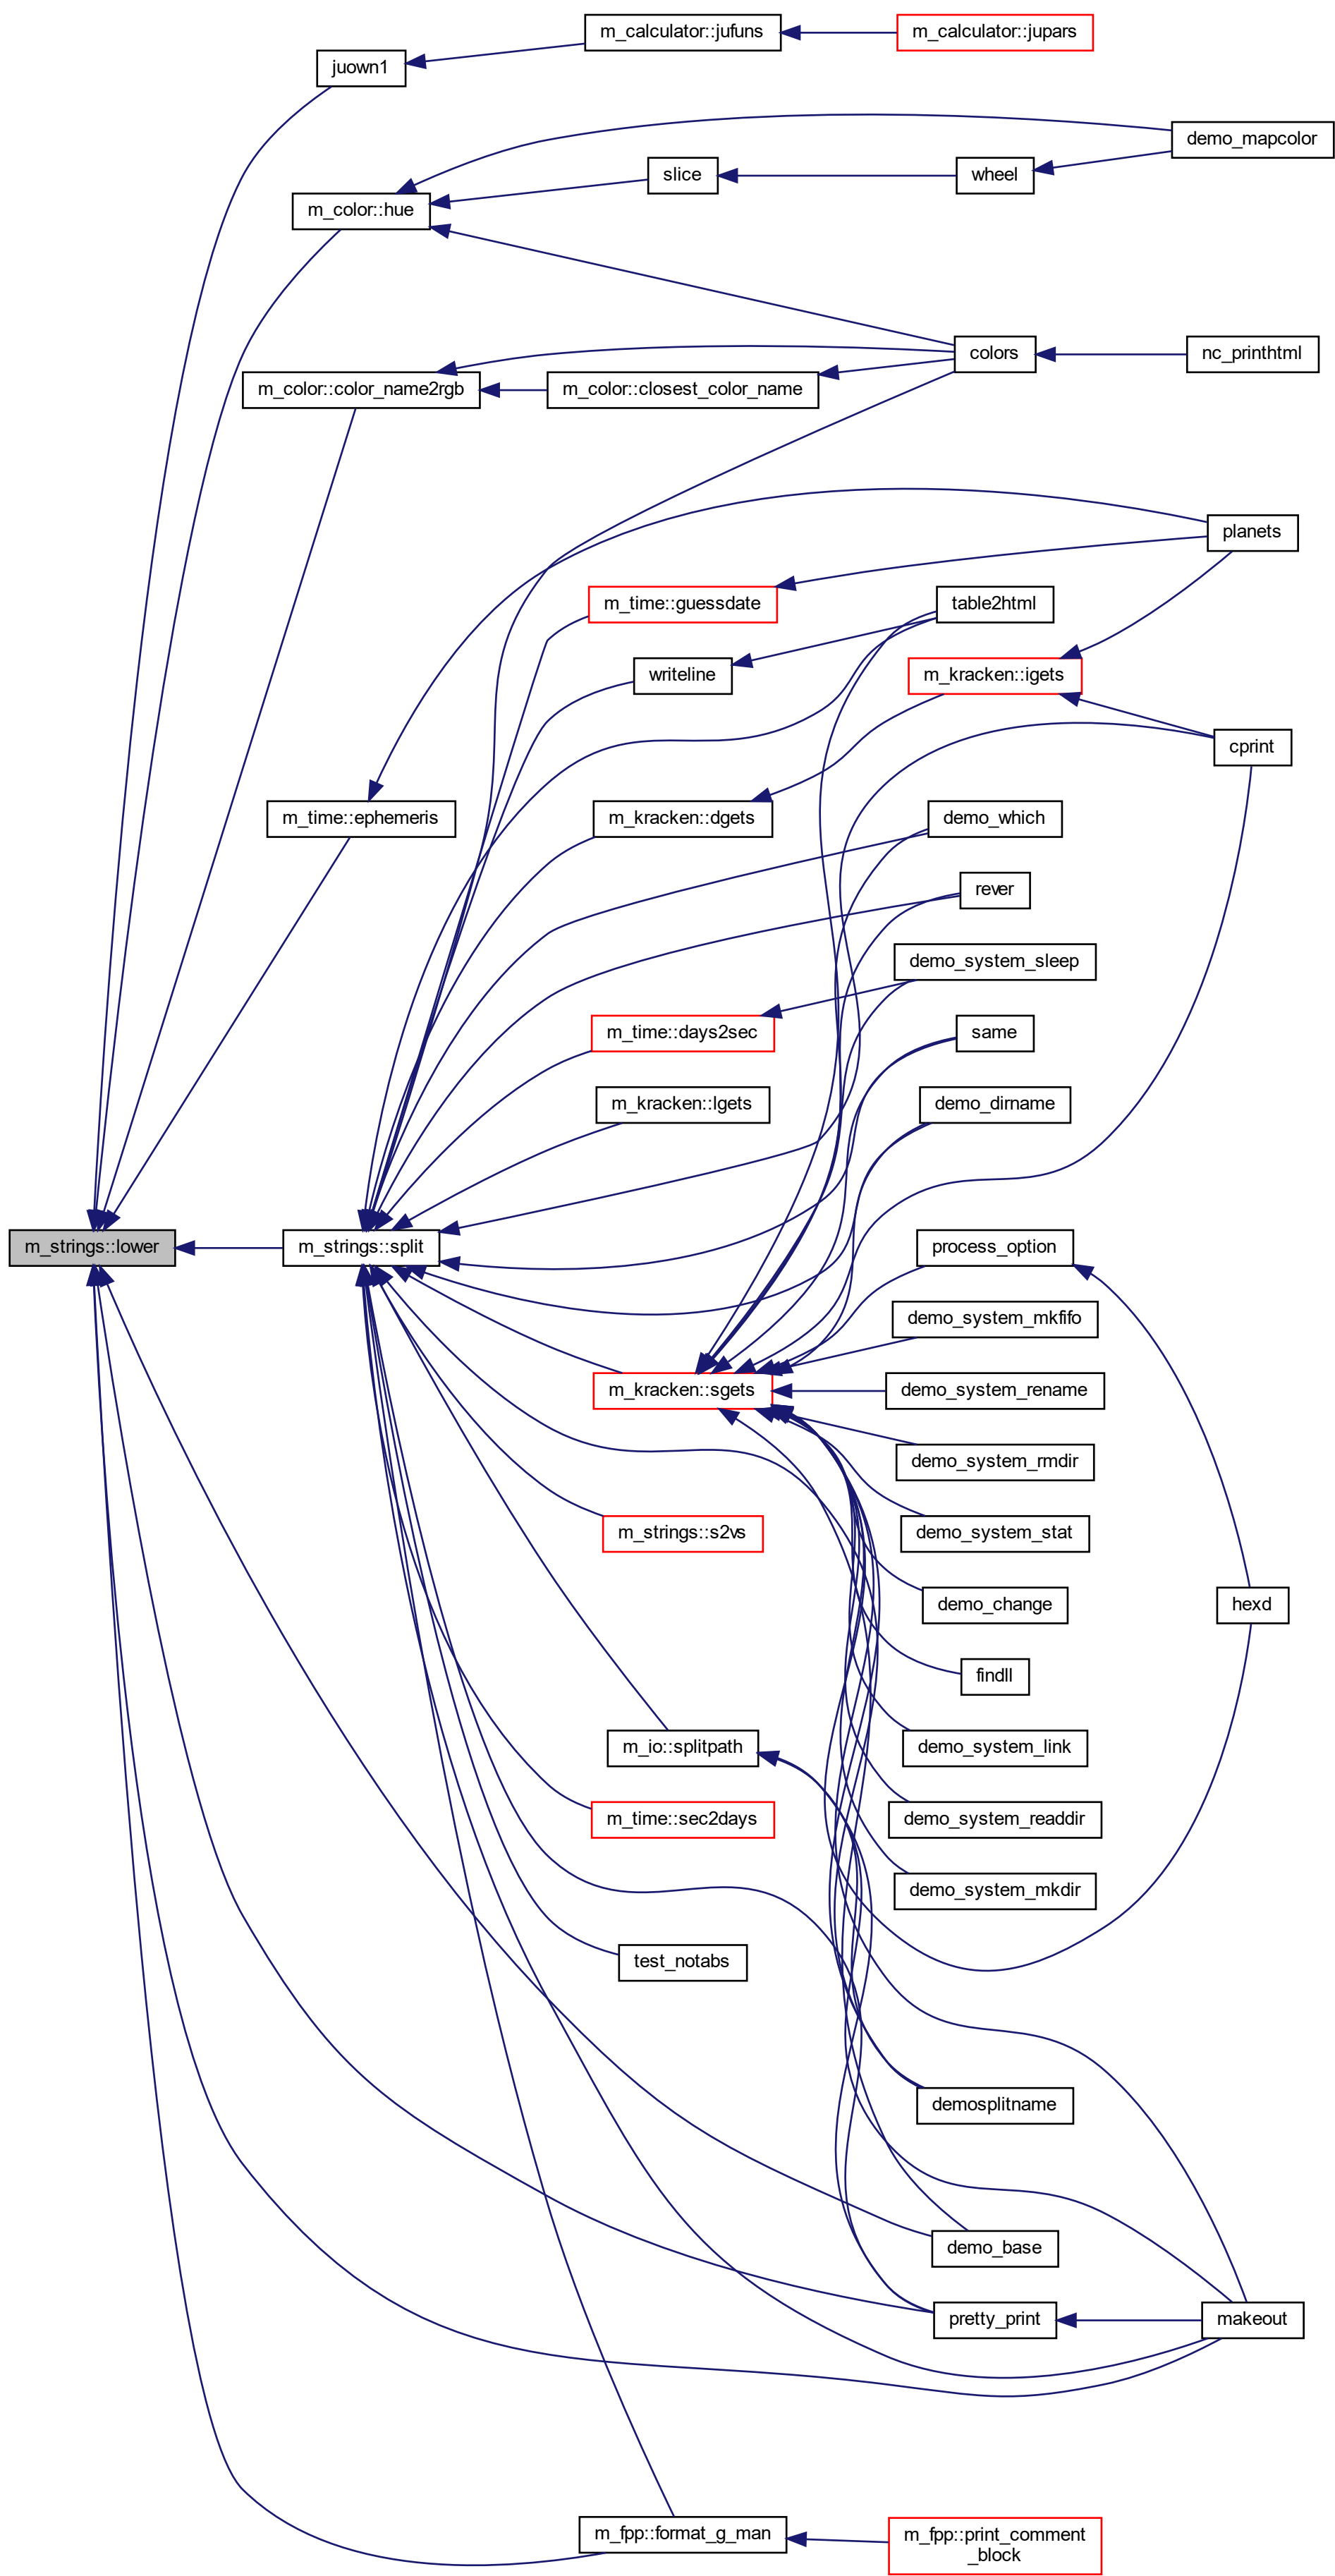 m_calculator::jufuns
m_calculator::jupars
juown1
demo_mapcolor
slice
wheel
m_color::hue
colors
nc_printhtml
m_color::color_name2rgb
m_color::closest_color_name
planets
m_time::guessdate
table2html
writeline
m_kracken::igets
cprint
m_time::ephemeris
m_kracken::dgets
demo_which
rever
demo_system_sleep
m_time::days2sec
same
m_kracken::lgets
demo_dirname
m_strings::lower
m_strings::split
process_option
demo_system_mkfifo
m_kracken::sgets
demo_system_rename
demo_system_rmdir
m_strings::s2vs
demo_system_stat
demo_change
hexd
findll
m_io::splitpath
demo_system_link
m_time::sec2days
demo_system_readdir
demo_system_mkdir
test_notabs
demosplitname
demo_base
pretty_print
makeout
m_fpp::format_g_man
m_fpp::print_comment
_block